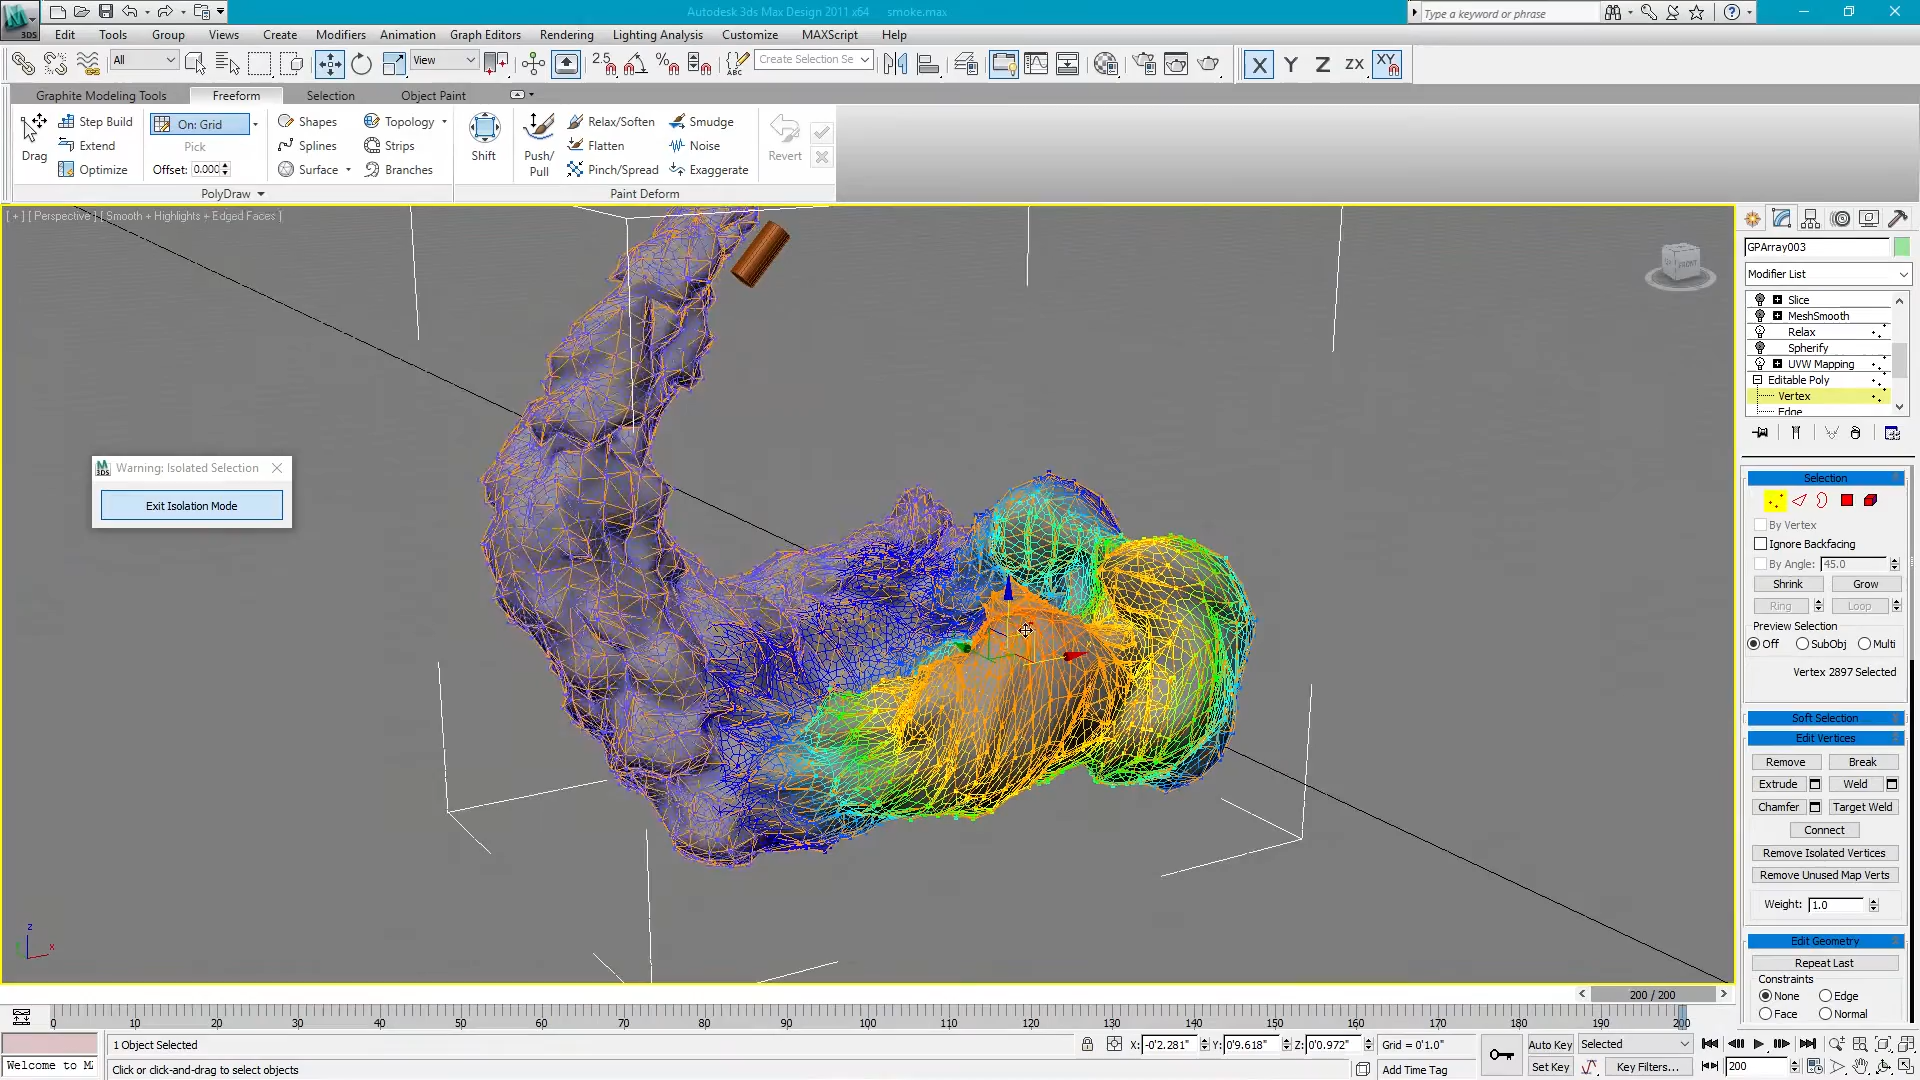 Autodesk 3ds Max Design 2011 x64 smoke.max
Type a keyword or phrase
3DS Edit Tools Group Views Create Modifiers Animation Graph Editors Rendering Lighting Analysis Customize MAXScript Help
All View 2.5 Create Selection Se X Y Z ZX XY
Graphite Modeling Tools Freeform Selection Object Paint
Step Build On: Grid Shapes Topology Relax/Soften Smudge
Drag Extend Pick Splines Strips Shift Push/ Pull Flatten Noise Revert
Optimize Offset: 0.000 Surface Branches Pinch/Spread Exaggerate
PolyDraw Paint Deform
[ + ] [ Perspective ] [ Smooth + Highlights + Edged Faces ]
FRONT
GPArray003
Modifier List
Slice
MeshSmooth
Relax
Spherify
UVW Mapping
Editable Poly
Vertex
Edge
Warning: Isolated Selection
Exit Isolation Mode
Selection
By Vertex
Ignore Backfacing
By Angle: 45.0
Shrink Grow
Ring Loop
Preview Selection
Off SubObj Multi
Vertex 2897 Selected
Soft Selection
Edit Vertices
Remove Break
Extrude Weld
Chamfer Target Weld
Connect
Remove Isolated Vertices
Remove Unused Map Verts
Weight: 1.0
Edit Geometry
Repeat Last
Constraints
None Edge
Face Normal
z
x
< 200 / 200 >
0 10 20 30 40 50 60 70 80 90 100 110 120 130 140 150 160 170 180 190 200
1 Object Selected X: -0'2.281" Y: 0'9.618" Z: 0'0.972" Grid = 0'1.0" Auto Key Selected
Welcome to M Click or click-and-drag to select objects Add Time Tag Set Key Key Filters... 200